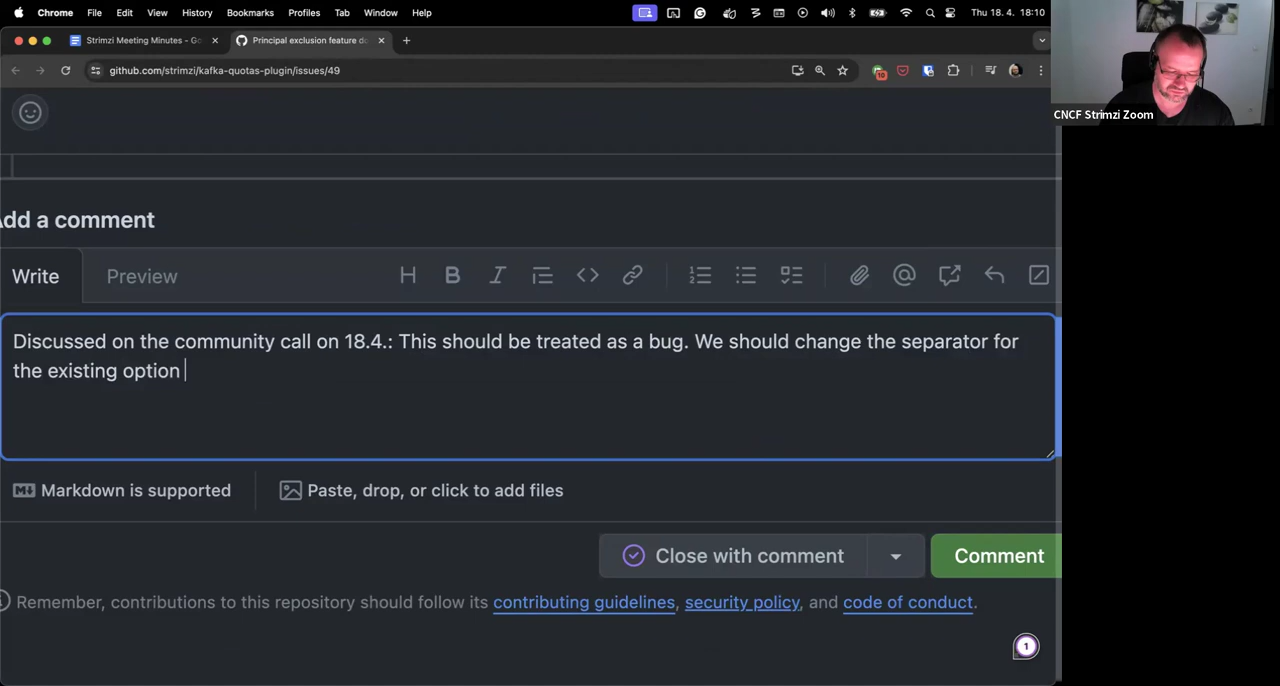 Chrome File Edit View History Bookmarks Profiles Tab Window Help Thu 18. 4. 18:10
Strimzi Meeting Minutes - Go
Principal exclusion feature do
github.com/strimzi/kafka-quotas-plugin/issues/49
10
CNCF Strimzi Zoom
Add a comment
Write Preview
Discussed on the community call on 18.4.: This should be treated as a bug. We should change the separator for
the existing option
Markdown is supported
Paste, drop, or click to add files
Close with comment
Comment
Remember, contributions to this repository should follow its contributing guidelines, security policy, and code of conduct.
1